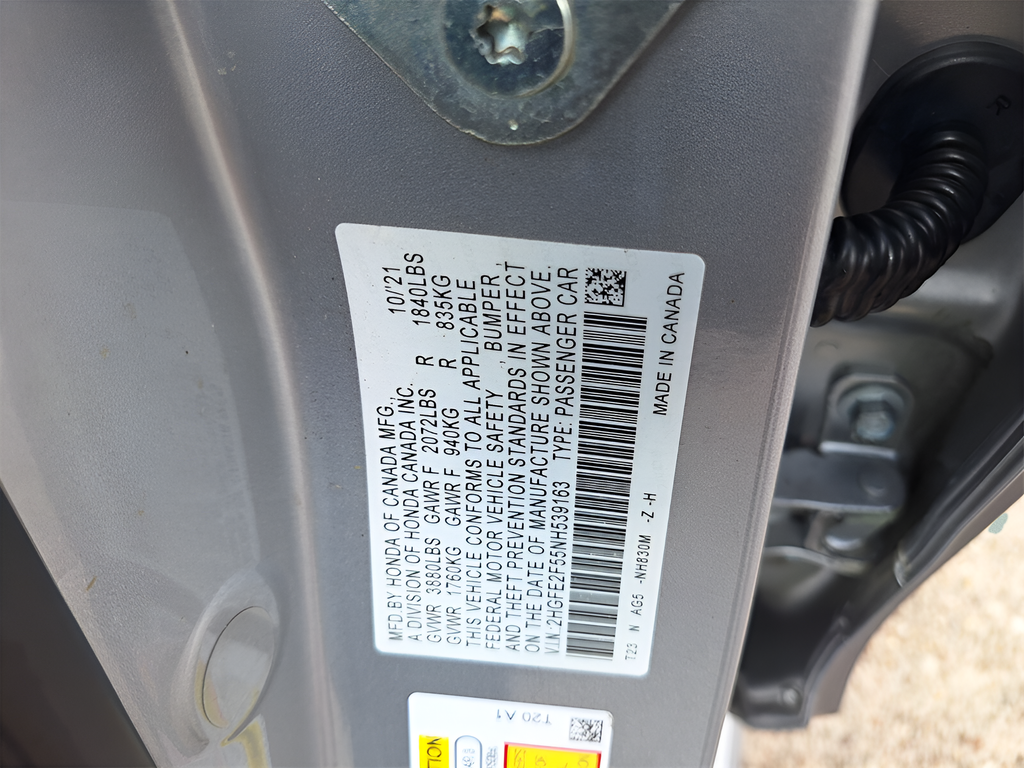 MFD.BY HONDA OF CANADA MFG., 10/'21
A DIVISION OF HONDA CANADA INC.
GVWR 3880LBS GAWR F 2072LBS R 1840LBS
GVWR 1760KG GAWR F 940KG R 835KG
THIS VEHICLE CONFORMS TO ALL APPLICABLE
FEDERAL MOTOR VEHICLE SAFETY, BUMPER,
AND THEFT PREVENTION STANDARDS IN EFFECT
ON THE DATE OF MANUFACTURE SHOWN ABOVE.
V.I.N: 2HGFE2F55NH539163 TYPE: PASSENGER CAR
MADE IN CANADA
T23 N AG5 -NH830M -Z -H
T20 A1